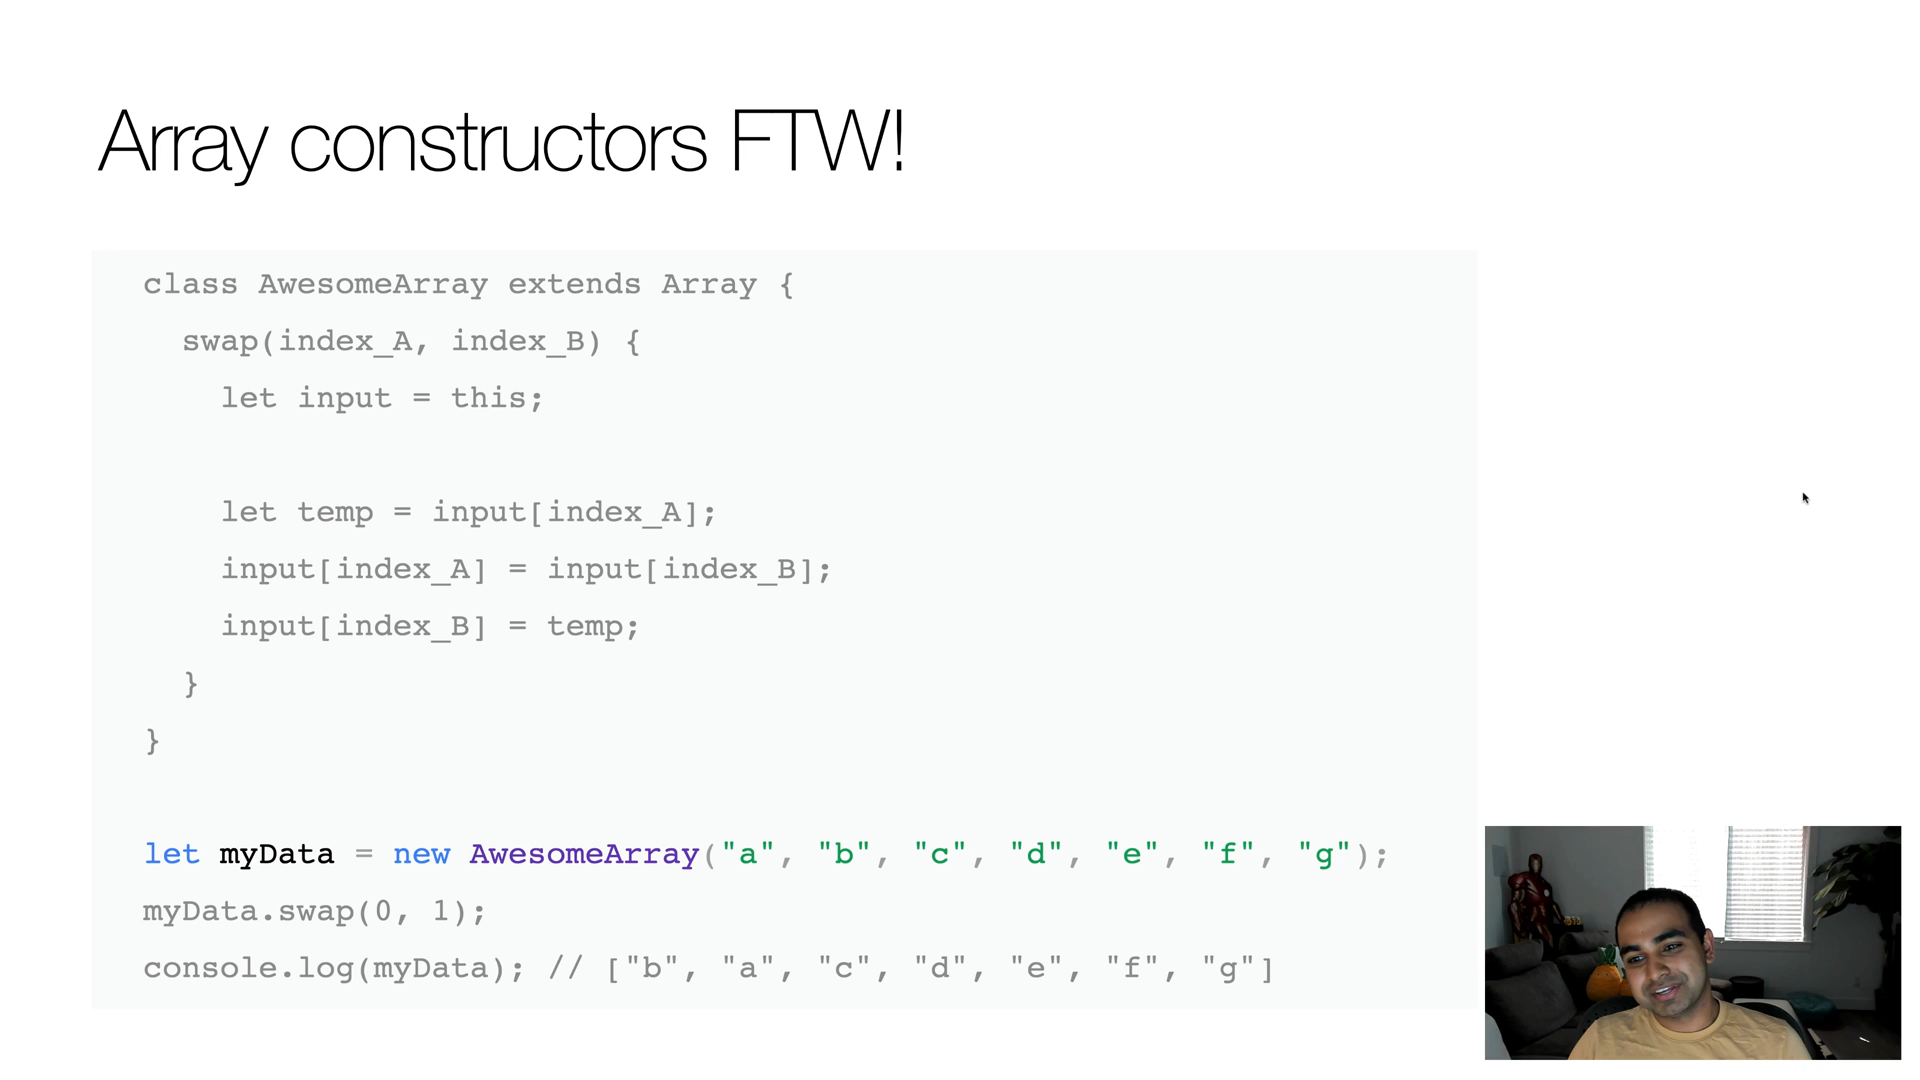 Array constructors FTW!
class AwesomeArray extends Array {
swap(index_A, index_B) {
let input = this;
let temp = input[index_A];
input[index_A] = input[index_B];
input[index_B] = temp;
}
}
let myData = new AwesomeArray("a", "b", "c", "d", "e", "f", "g");
myData.swap(0, 1);
console.log(myData); // ["b", "a", "c", "d", "e", "f", "g"]